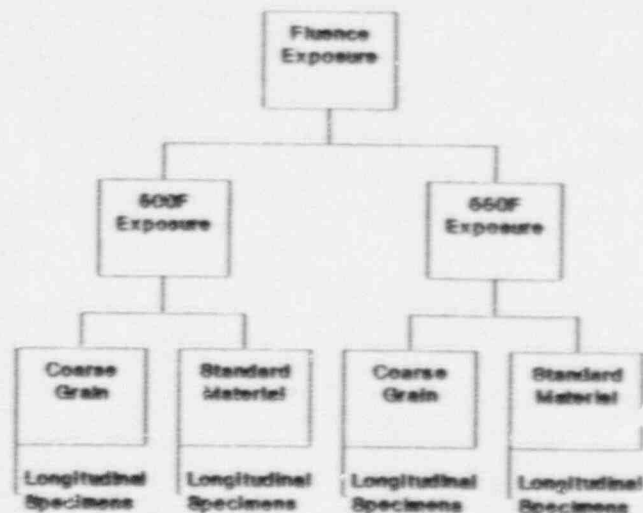 Fluence
Exposure
Exposure
Exposure
Coarse
Grain
Standard
Material
Coarse
Grain
Standard
Material
Longitudinal
Specimens
Longitudinal
Specimens
Longitudinal
Specimens
Longitudinal
Specimens